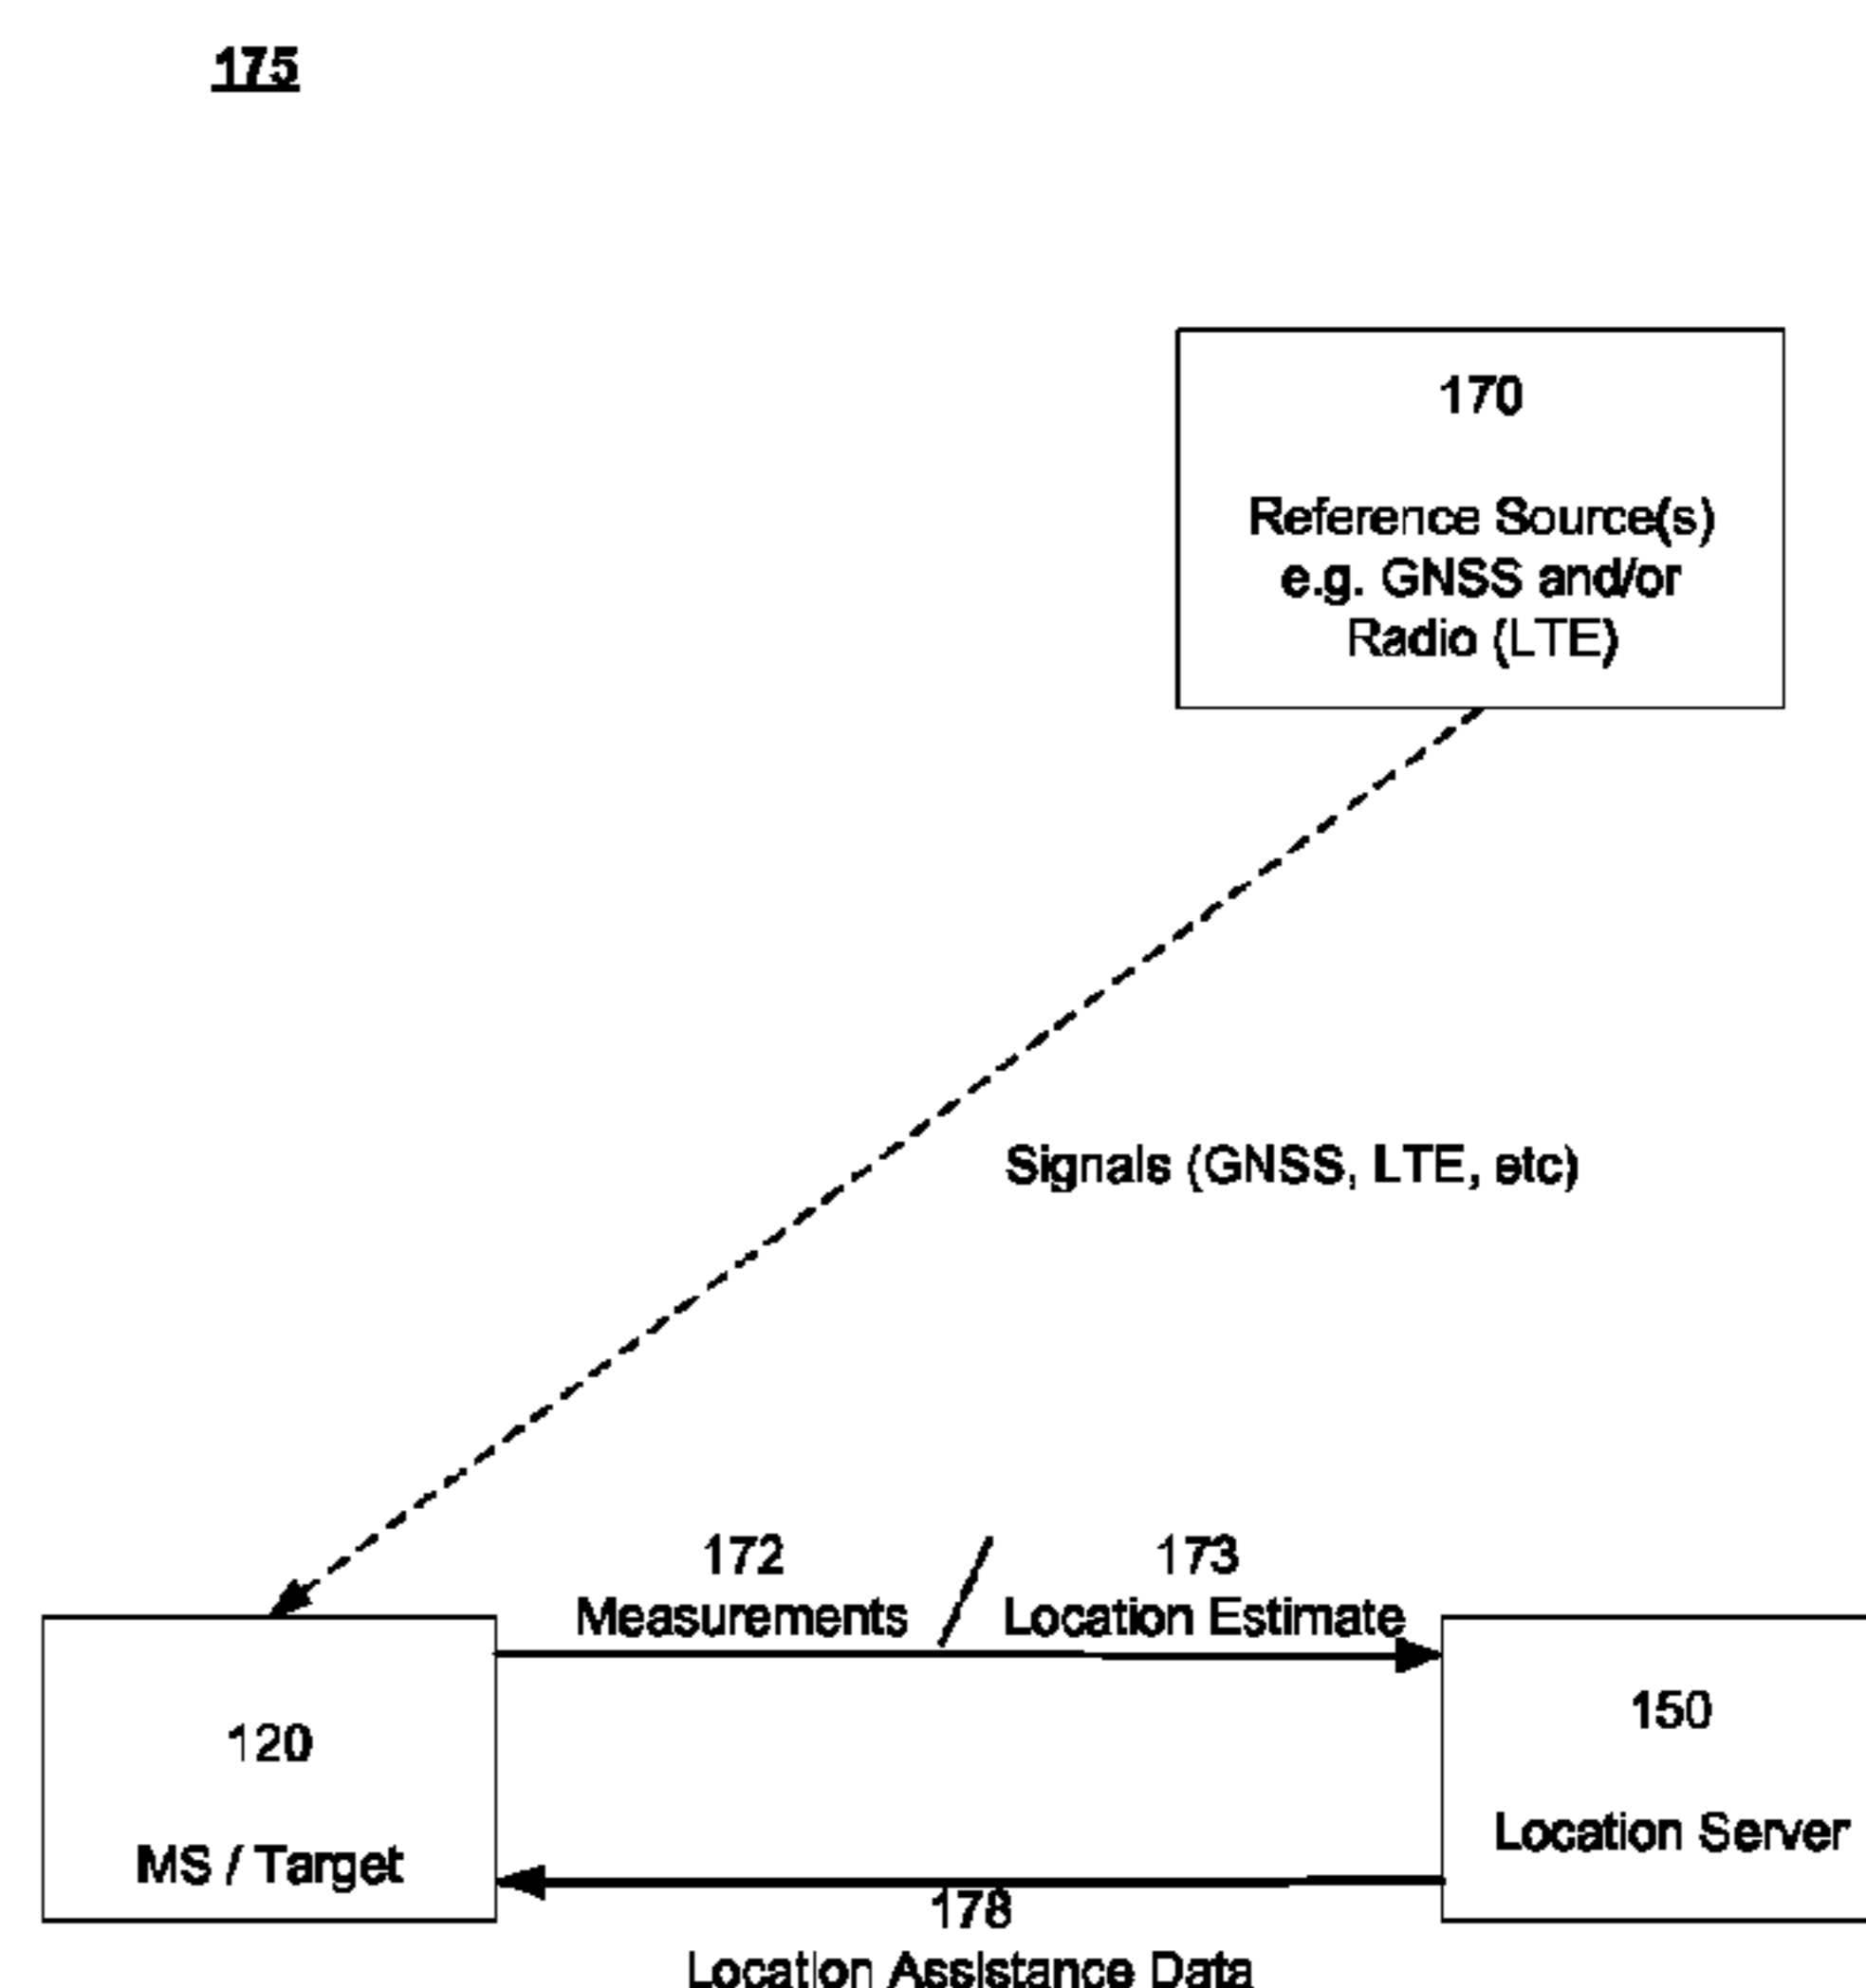 175
170
Reference Source(s)
e.g. GNSS and/or
Radio (LTE)
Signals (GNSS, LTE, etc)
172
Measurements
/
173
Location Estimate
120
MS / Target
150
Location Server
178
Location Assistance Data